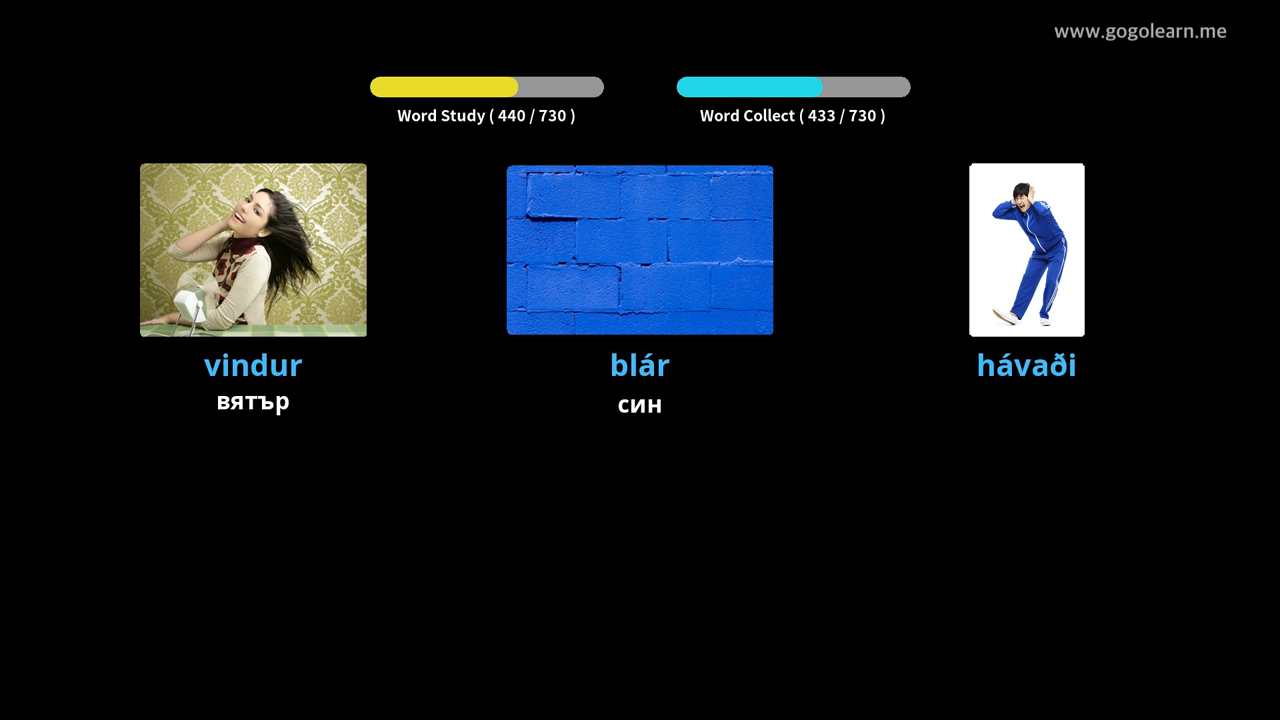 www.gogolearn.me
Word Study ( 440 / 730 )
Word Collect ( 433 / 730 )
vindur
blár
hávaði
вятър
син